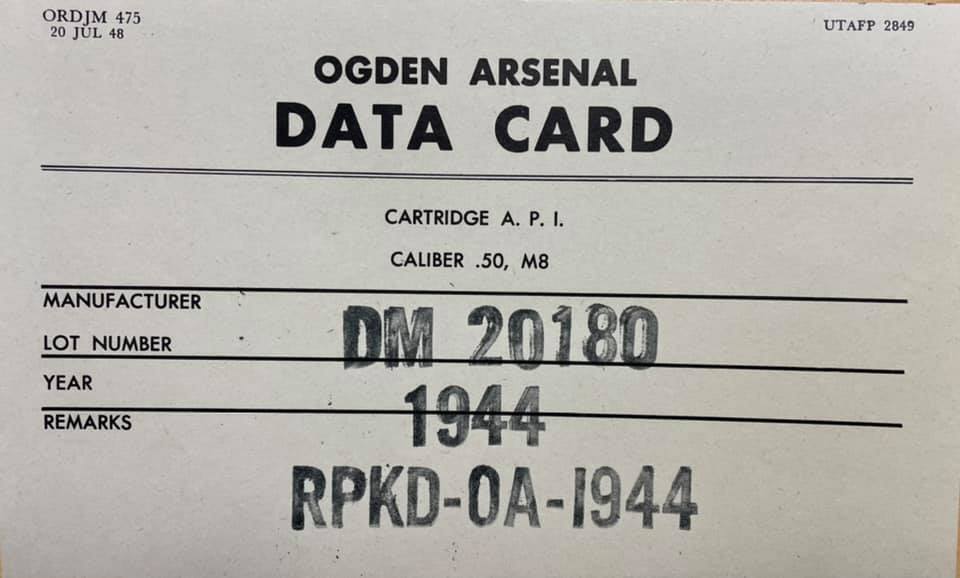 ORDJM 475
20 JUL 48
UTAFP 2849
OGDEN ARSENAL
DATA CARD
CARTRIDGE A. P. I.
CALIBER .50, M8
MANUFACTURER
LOT NUMBER
DM 20180
YEAR
1944
REMARKS
RPKD-OA-1944